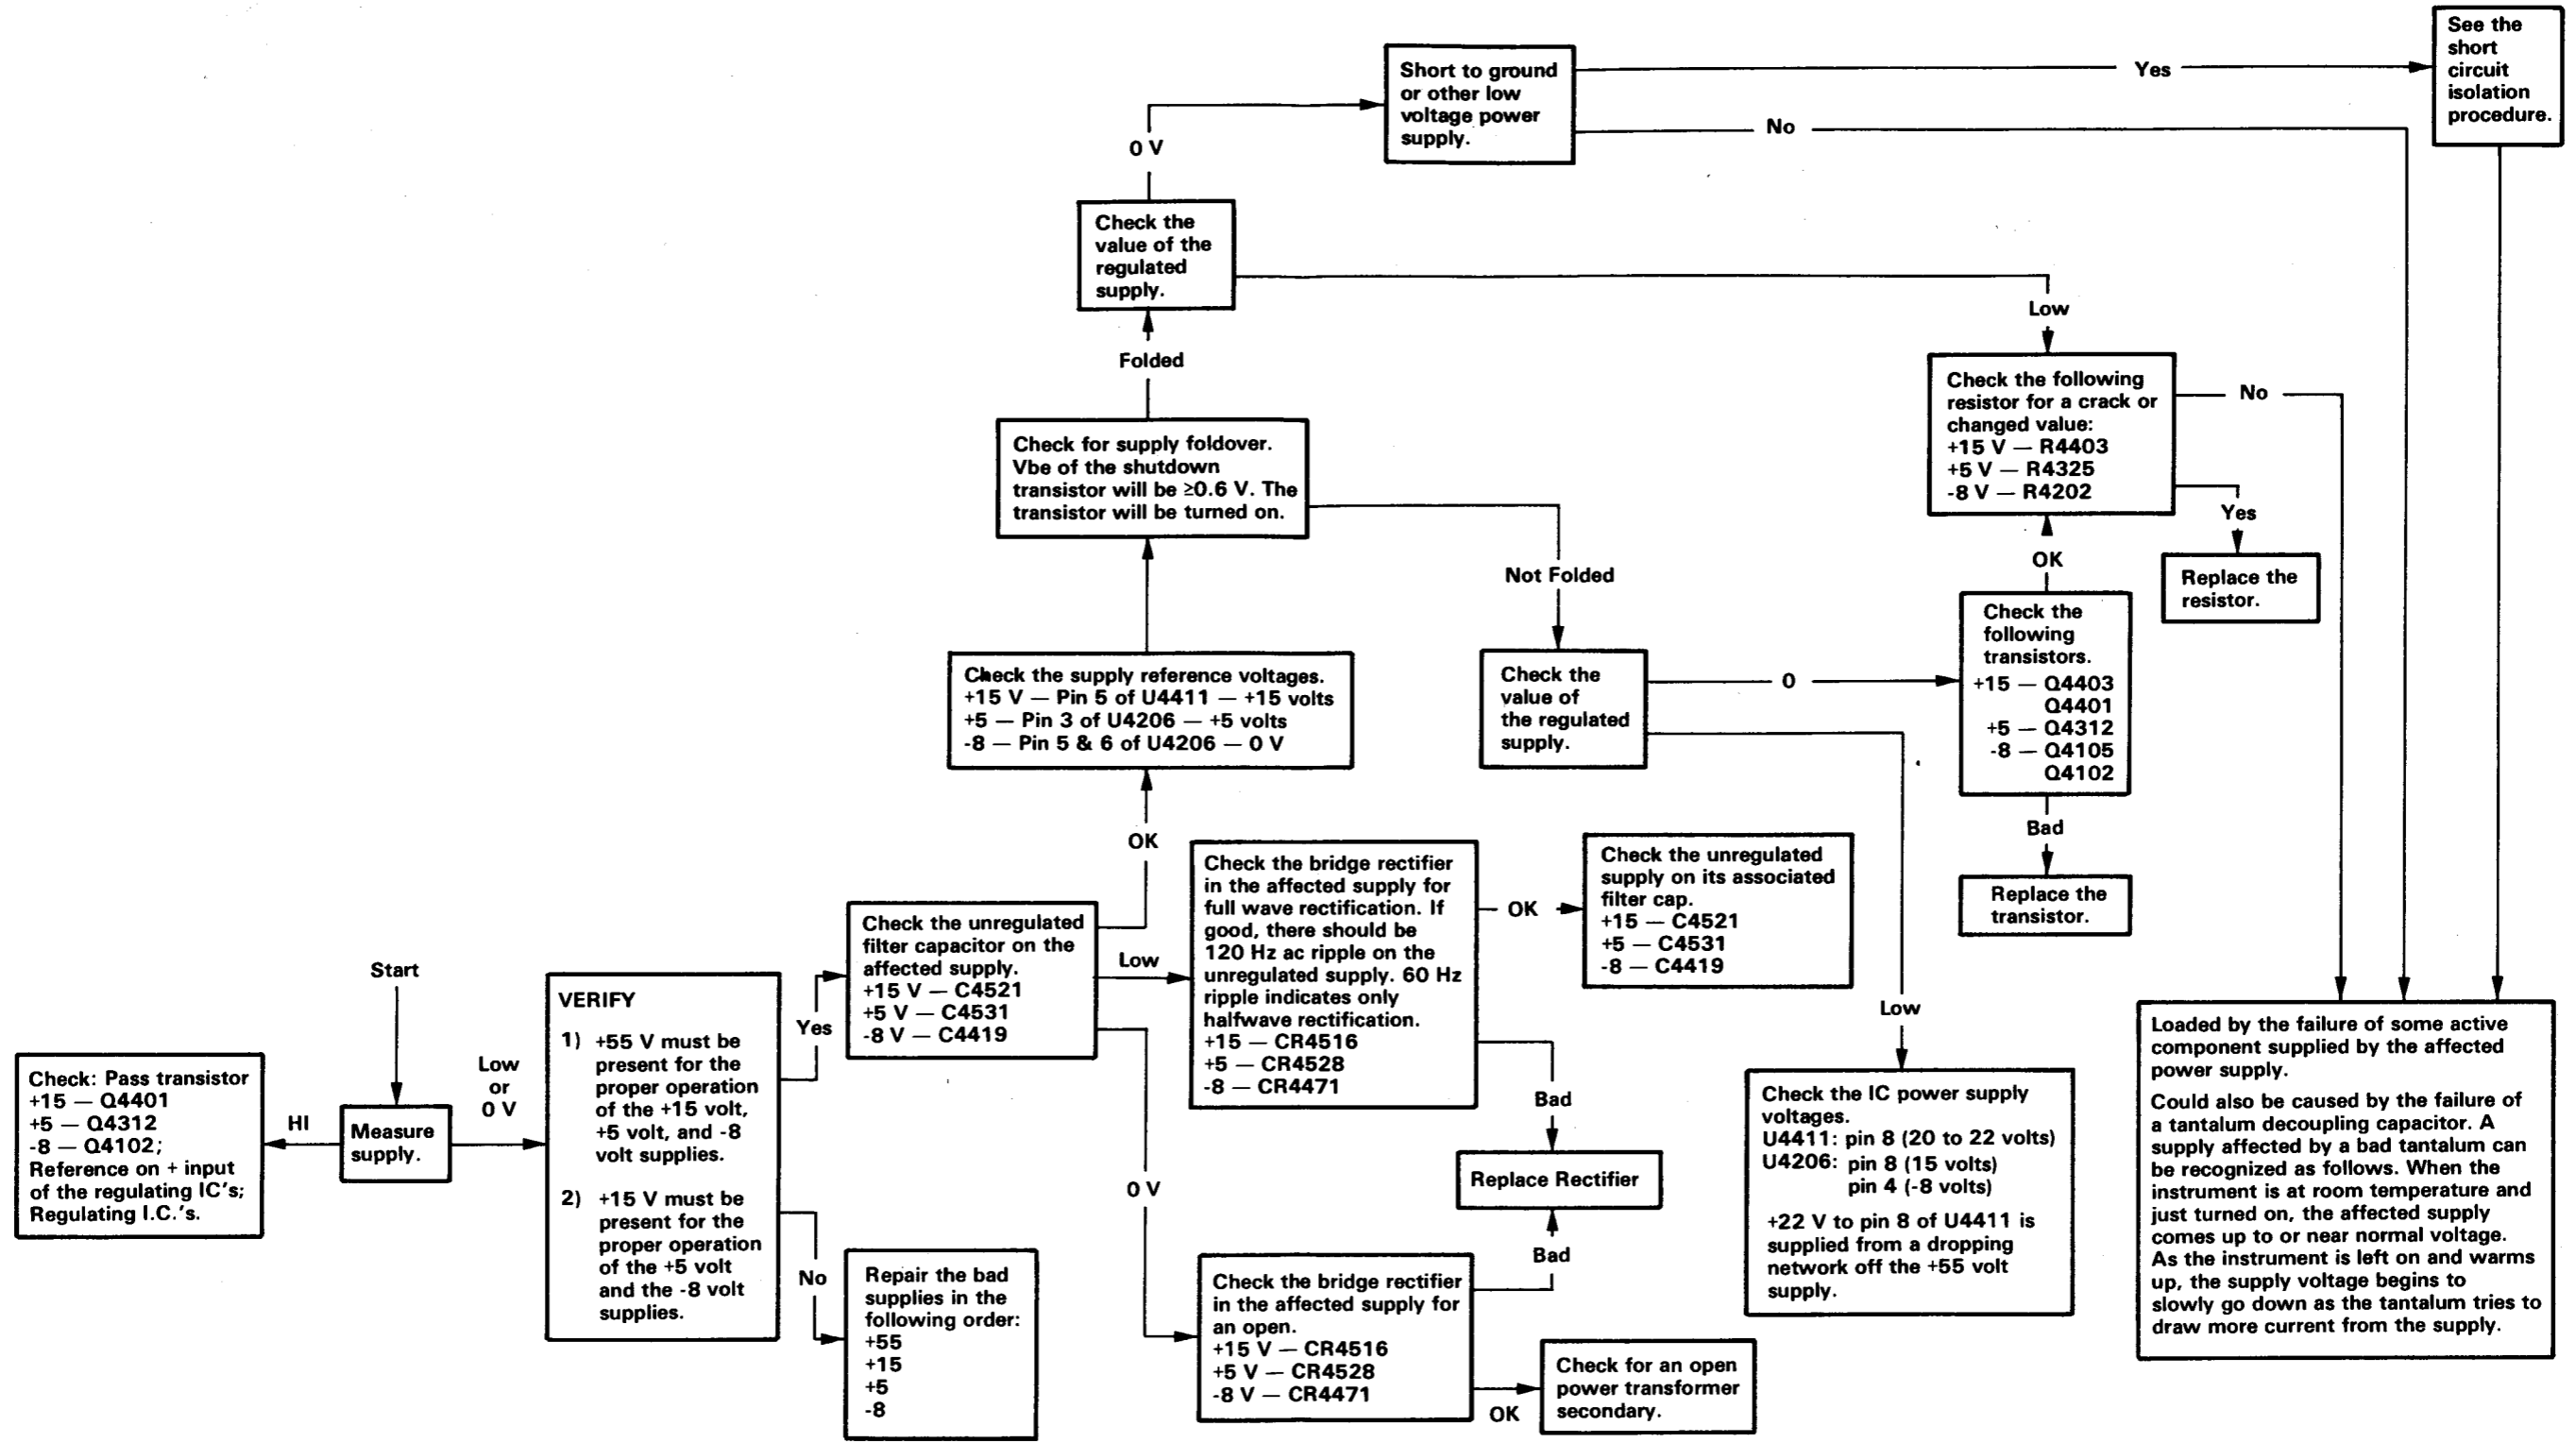 See the
short
circuit
isolation
procedure.
Short to ground
or other low
voltage power
supply.
Yes
No
0 V
Check the
value of the
regulated
supply.
Low
Folded
Check the following
resistor for a crack or
changed value:
+15 V — R4403
+5 V — R4325
-8 V — R4202
No
Yes
Replace the
resistor.
Check for supply foldover.
Vbe of the shutdown
transistor will be ≥0.6 V. The
transistor will be turned on.
Not Folded
OK
Check the
following
transistors.
+15 — Q4403
Q4401
+5 — Q4312
-8 — Q4105
Q4102
Bad
Replace the
transistor.
Check the supply reference voltages.
+15 V — Pin 5 of U4411 — +15 volts
+5 — Pin 3 of U4206 — +5 volts
-8 — Pin 5 & 6 of U4206 — 0 V
Check the
value of
the regulated
supply.
0
Low
OK
Check the bridge rectifier
in the affected supply for
full wave rectification. If
good, there should be
120 Hz ac ripple on the
unregulated supply. 60 Hz
ripple indicates only
halfwave rectification.
+15 — CR4516
+5 — CR4528
-8 — CR4471
OK
Check the unregulated
supply on its associated
filter cap.
+15 — C4521
+5 — C4531
-8 — C4419
Check the unregulated
filter capacitor on the
affected supply.
+15 V — C4521
+5 V — C4531
-8 V — C4419
Low
0 V
Start
VERIFY
1) +55 V must be
present for the
proper operation
of the +15 volt,
+5 volt, and -8
volt supplies.
2) +15 V must be
present for the
proper operation
of the +5 volt
and the -8 volt
supplies.
Yes
No
Low
or
0 V
Measure
supply.
HI
Check: Pass transistor
+15 — Q4401
+5 — Q4312
-8 — Q4102;
Reference on + input
of the regulating IC's;
Regulating I.C.'s.
Repair the bad
supplies in the
following order:
+55
+15
+5
-8
Bad
Replace Rectifier
Bad
Check the bridge rectifier
in the affected supply for
an open.
+15 V — CR4516
+5 V — CR4528
-8 V — CR4471
OK
Check for an open
power transformer
secondary.
Check the IC power supply
voltages.
U4411: pin 8 (20 to 22 volts)
U4206: pin 8 (15 volts)
pin 4 (-8 volts)
+22 V to pin 8 of U4411 is
supplied from a dropping
network off the +55 volt
supply.
Loaded by the failure of some active
component supplied by the affected
power supply.
Could also be caused by the failure of
a tantalum decoupling capacitor. A
supply affected by a bad tantalum can
be recognized as follows. When the
instrument is at room temperature and
just turned on, the affected supply
comes up to or near normal voltage.
As the instrument is left on and warms
up, the supply voltage begins to
slowly go down as the tantalum tries to
draw more current from the supply.